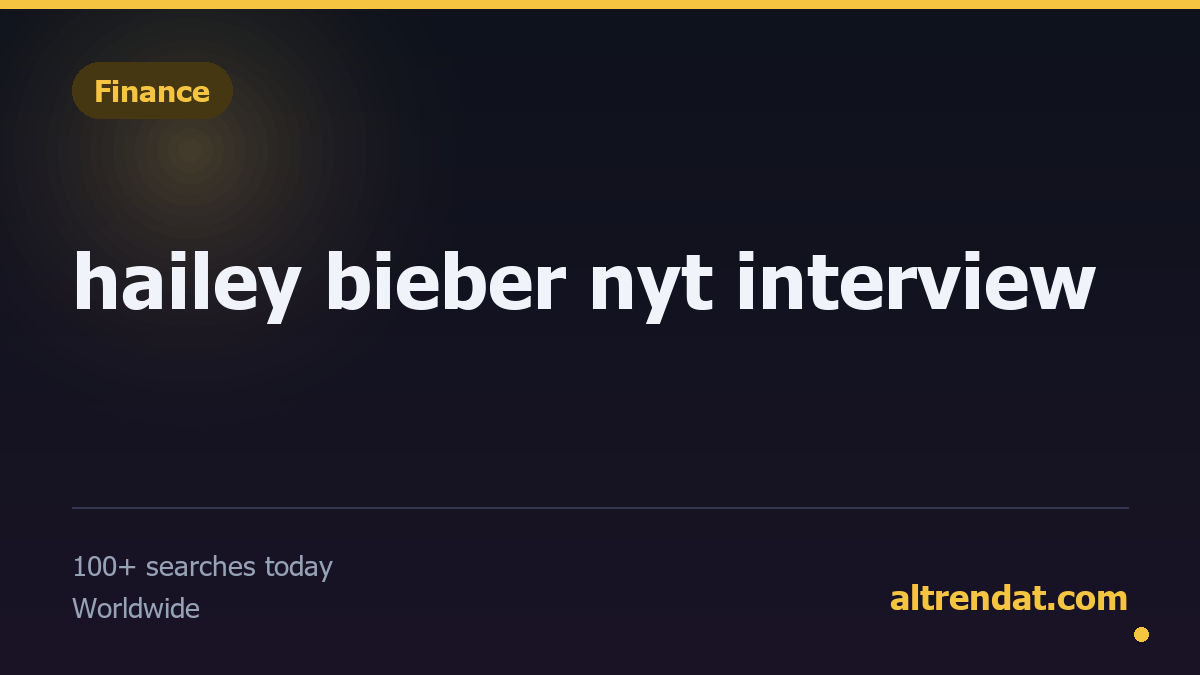 Finance
hailey bieber nyt interview
100+ searches today
Worldwide
altrendat.com